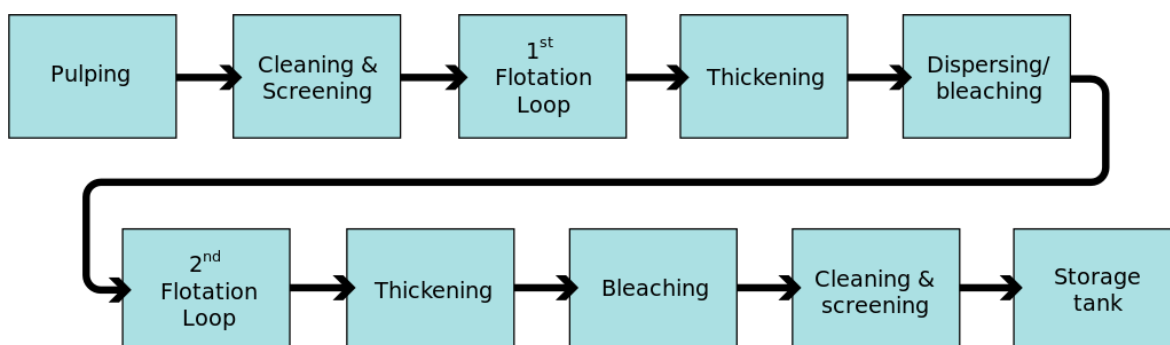 Pulping
Cleaning &
Screening
1st
Flotation
Loop
Thickening
Dispersing/
bleaching
2nd
Flotation
Loop
Thickening
Bleaching
Cleaning &
screening
Storage
tank